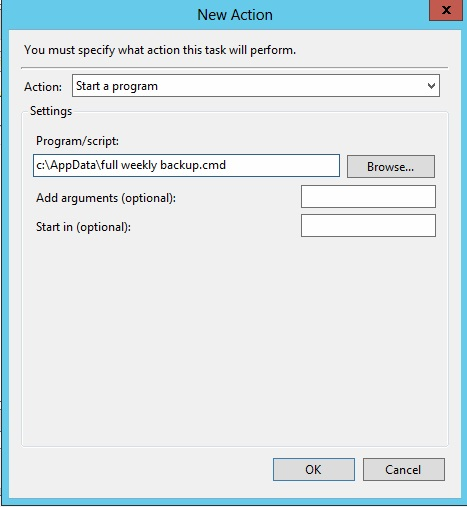 New Action
x
You must specify what action this task will perform.
Action: Start a program
Settings
Program/script:
c:\AppData\full weekly backup.cmd Browse...
Add arguments (optional):
Start in (optional):
OK Cancel